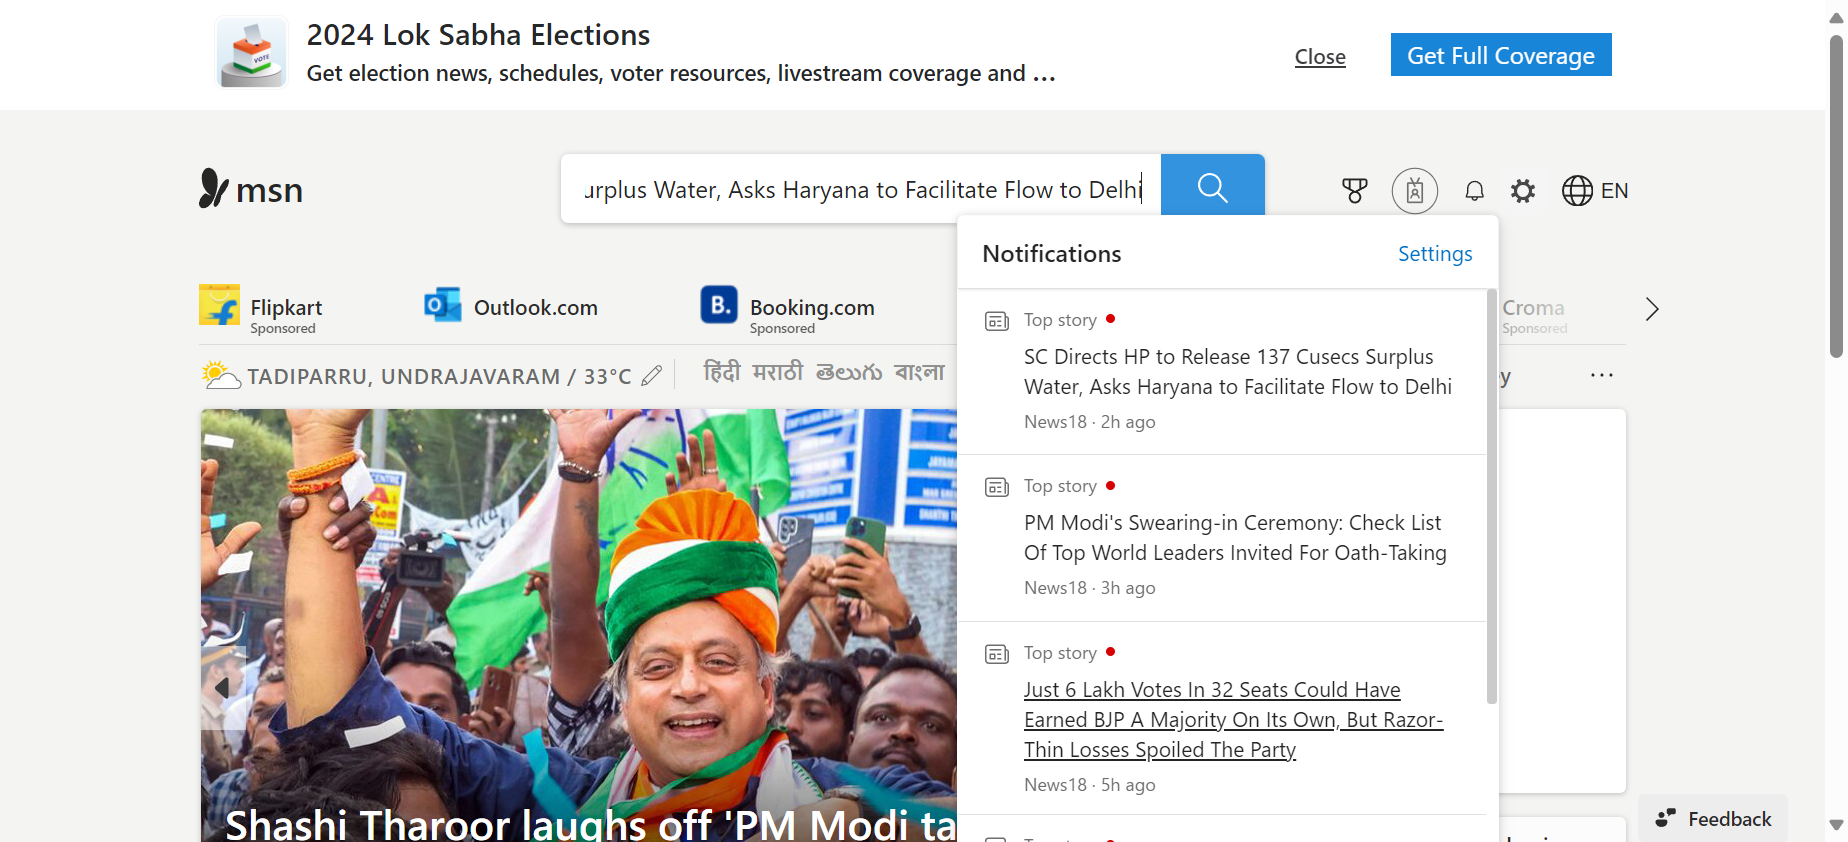 2024 Lok Sabha Elections
Get election news, schedules, voter resources, livestream coverage and ...
Close
Get Full Coverage
VOTE
msn
urplus Water, Asks Haryana to Facilitate Flow to Delhi
EN
Notifications
Settings
Flipkart
Sponsored
Outlook.com
Booking.com
Sponsored
Croma
Sponsored
TADIPARRU, UNDRAJAVARAM / 33°C
हिंदी मराठी తెలుగు বাংলা
Top story
SC Directs HP to Release 137 Cusecs Surplus
Water, Asks Haryana to Facilitate Flow to Delhi
News18 · 2h ago
Top story
PM Modi's Swearing-in Ceremony: Check List
Of Top World Leaders Invited For Oath-Taking
News18 · 3h ago
Top story
Just 6 Lakh Votes In 32 Seats Could Have
Earned BJP A Majority On Its Own, But Razor-
Thin Losses Spoiled The Party
News18 · 5h ago
Shashi Tharoor laughs off 'PM Modi ta
Feedback